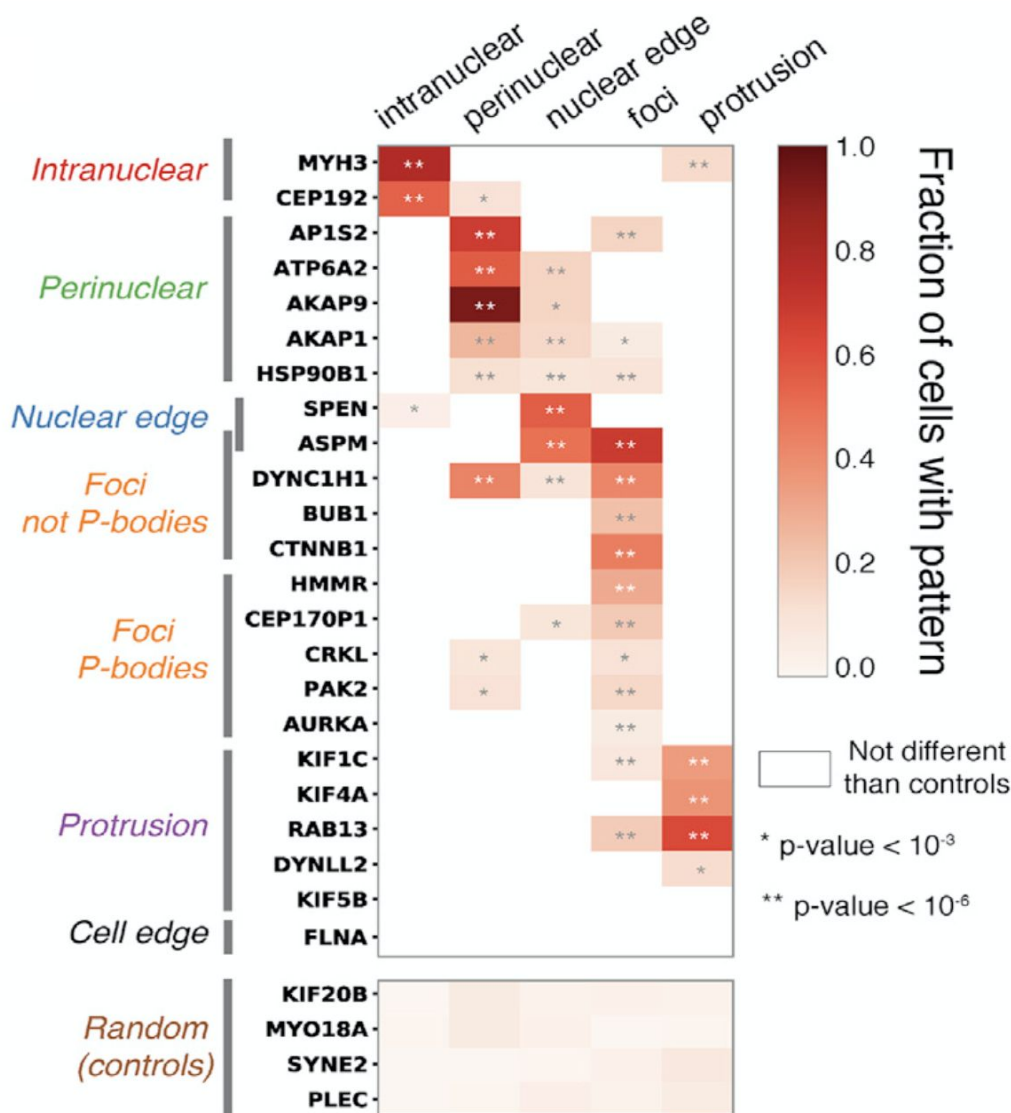 intranuclear
perinuclear
nuclear edge
foci
protrusion
Intranuclear
MYH3
**
**
CEP192
**
*
Perinuclear
AP1S2
**
**
ATP6A2
**
**
AKAP9
**
*
AKAP1
**
**
*
HSP90B1
**
**
**
Nuclear edge
SPEN
*
**
ASPM
**
**
Foci
not P-bodies
DYNC1H1
**
**
**
BUB1
**
CTNNB1
**
Foci
P-bodies
HMMR
**
CEP170P1
*
**
CRKL
*
*
PAK2
*
**
AURKA
**
Protrusion
KIF1C
**
**
KIF4A
**
RAB13
**
**
DYNLL2
*
KIF5B
Cell edge
FLNA
Random
(controls)
KIF20B
MYO18A
SYNE2
PLEC
1.0
0.8
0.6
0.4
0.2
0.0
Fraction of cells with pattern
Not different
than controls
* p-value < 10⁻³
** p-value < 10⁻⁶